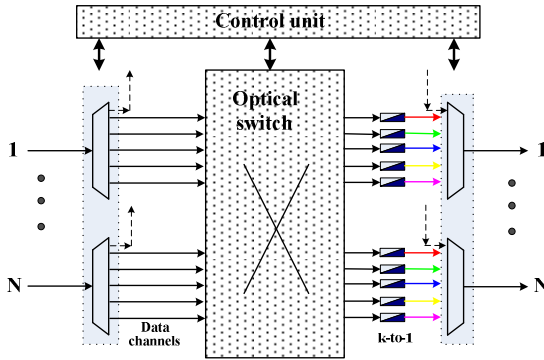 Control unit
Optical
switch
1
1
N
N
Data
channels
k-to-1